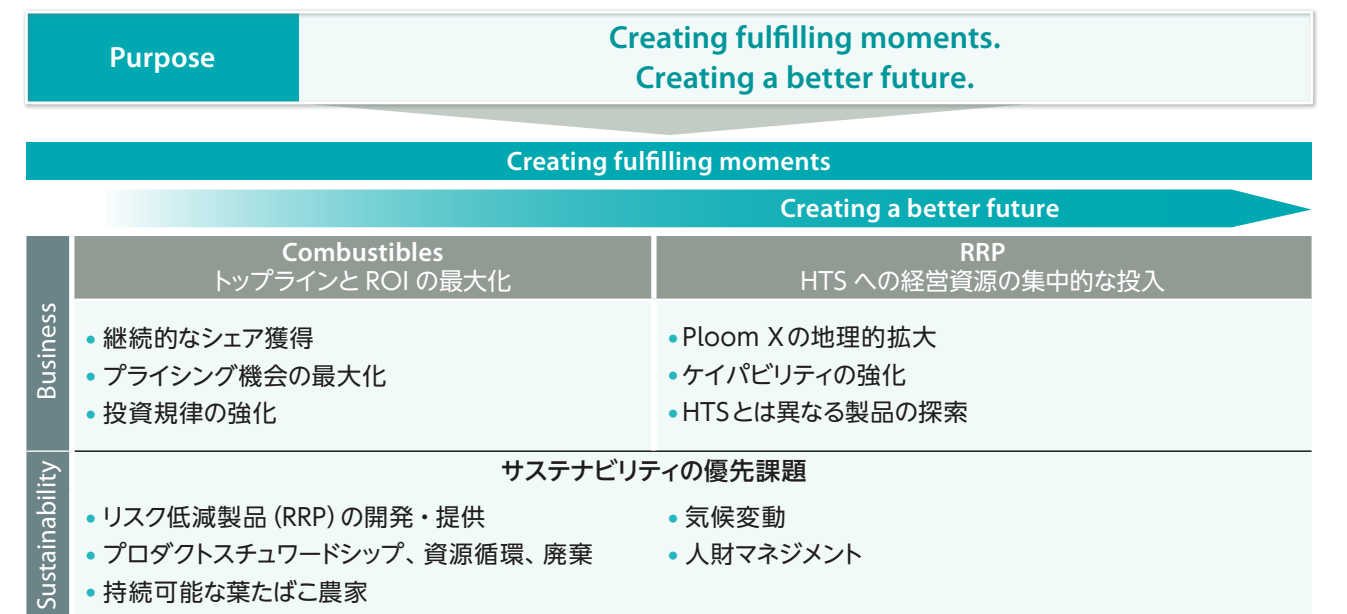 Purpose
Creating fulfilling moments.
Creating a better future.
Creating fulfilling moments
Creating a better future
Business
Combustibles
トップラインと ROI の最大化
• 継続的なシェア獲得
• プライシング機会の最大化
• 投資規律の強化
RRP
HTS への経営資源の集中的な投入
• Ploom Xの地理的拡大
• ケイパビリティの強化
• HTSとは異なる製品の探索
Sustainability
サステナビリティの優先課題
• リスク低減製品（RRP）の開発・提供
• プロダクトスチュワードシップ、資源循環、廃棄
• 持続可能な葉たばこ農家
• 気候変動
• 人財マネジメント